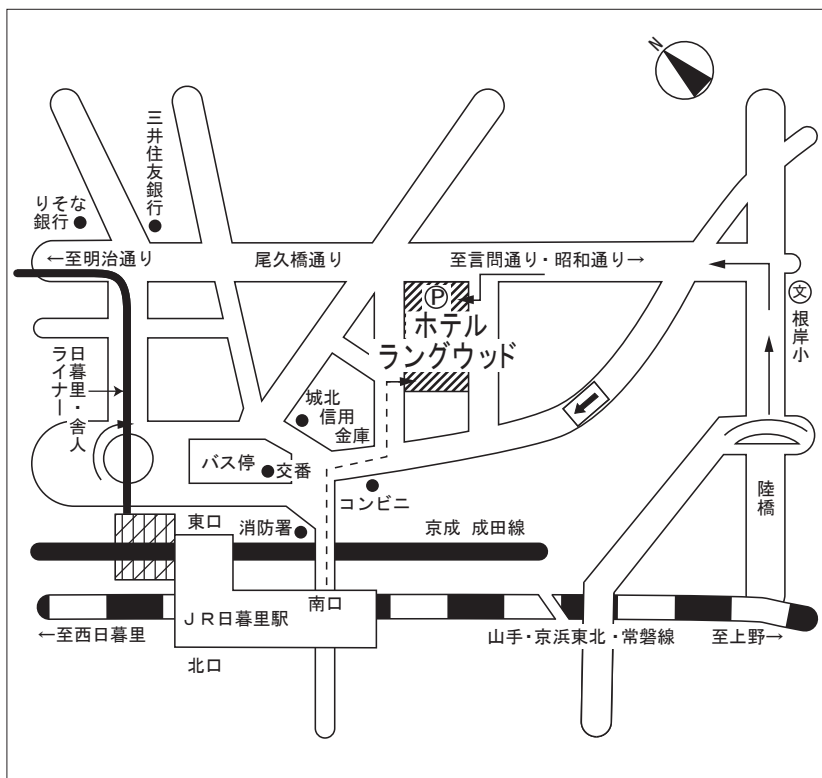 N
三井住友銀行
りそな
銀行
←至明治通り
尾久橋通り
至言問通り・昭和通り→
文
根岸小
P
ホテル
ラングウッド
日暮里・舎人
ライナー
城北
信用
金庫
バス停
交番
コンビニ
陸橋
東口
消防署
京成 成田線
南口
JR日暮里駅
←至西日暮里
山手・京浜東北・常磐線
至上野→
北口